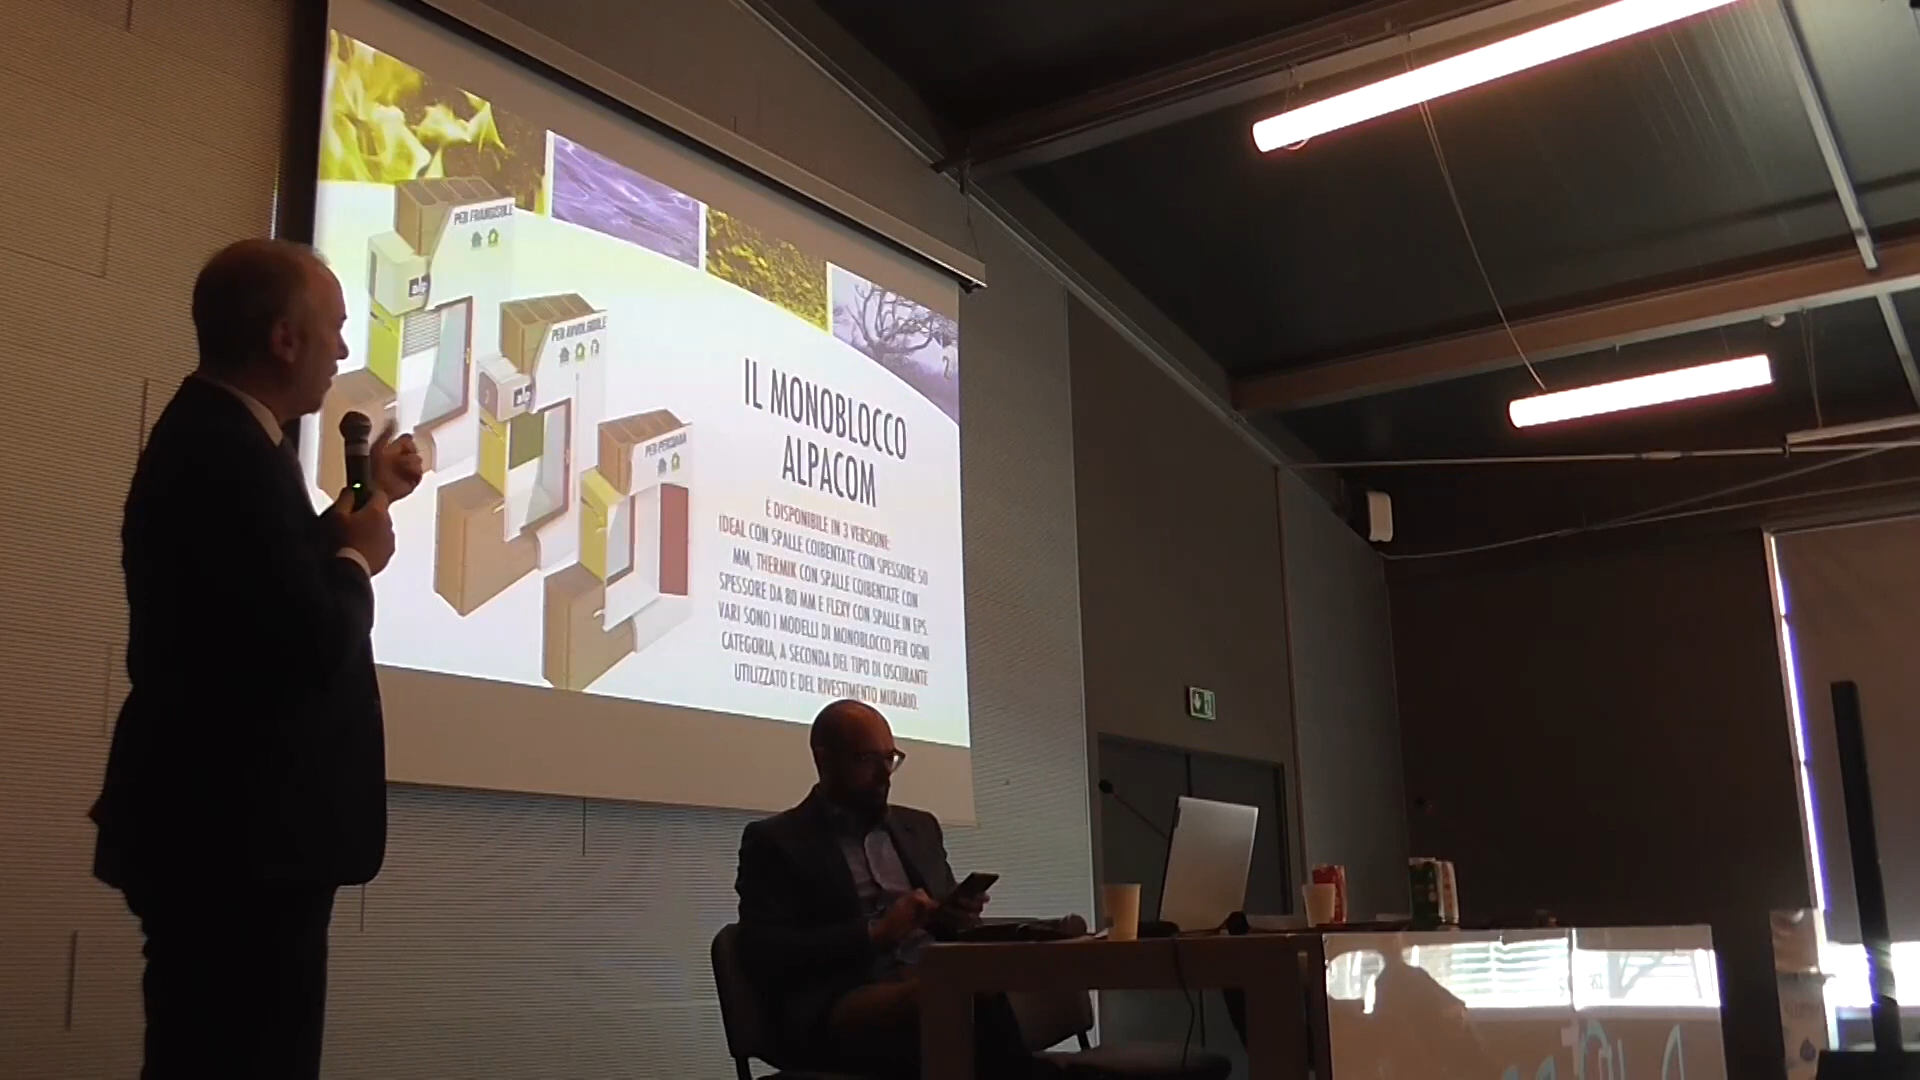 PER FRANGISOLE
alp
PER AVVOLGIBILE
alp
PER PERSIANA
IL MONOBLOCCO
ALPACOM
È DISPONIBILE IN 3 VERSIONI:
IDEAL CON SPALLE COIBENTATE CON SPESSORE 50
MM, THERMIK CON SPALLE COIBENTATE CON
SPESSORE DA 80 MM E FLEXY CON SPALLE IN EPS.
VARI SONO I MODELLI DI MONOBLOCCO PER OGNI
CATEGORIA, A SECONDA DEL TIPO DI OSCURANTE
UTILIZZATO E DEL RIVESTIMENTO MURARIO.